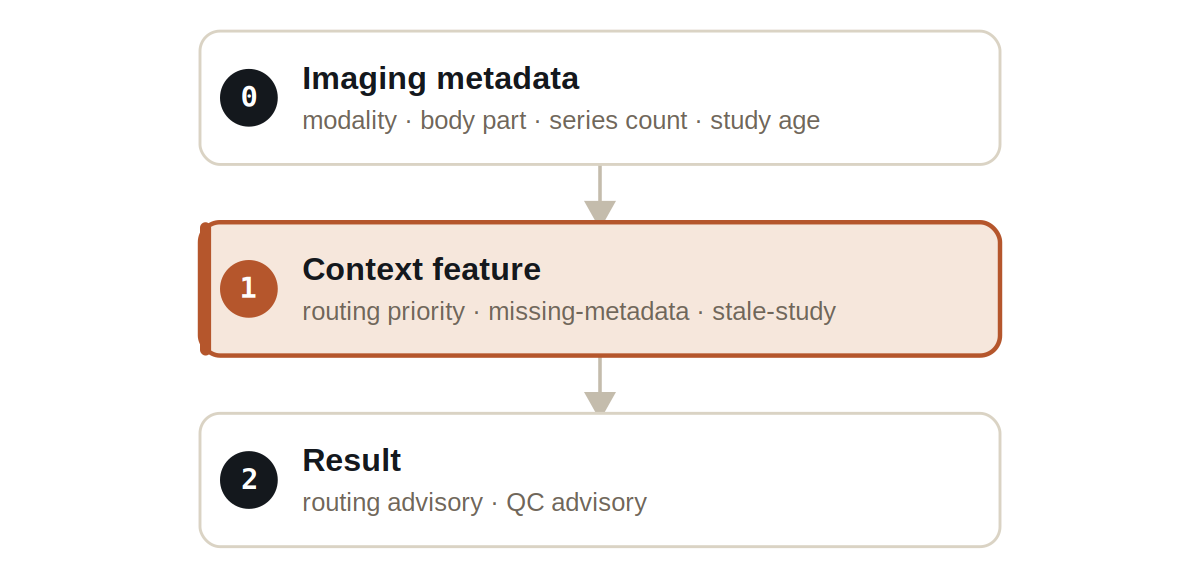 0
Imaging metadata
modality · body part · series count · study age
1
Context feature
routing priority · missing-metadata · stale-study
2
Result
routing advisory · QC advisory